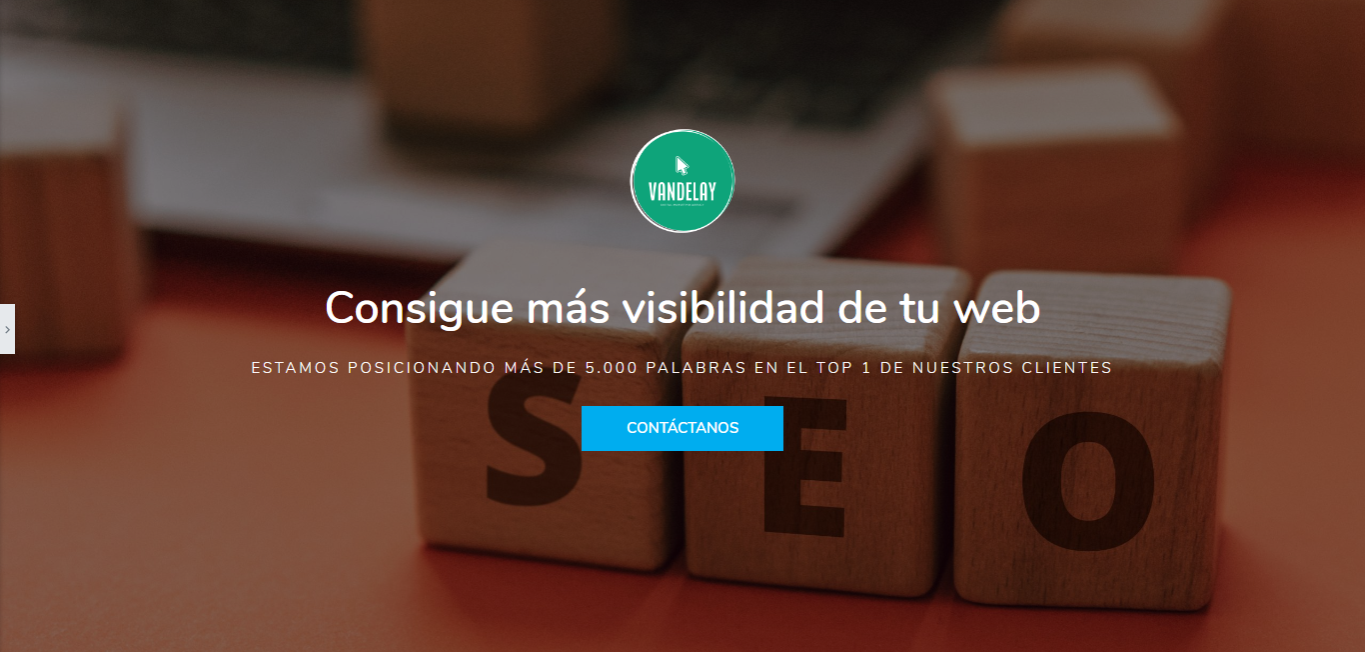 VANDELAY
Consigue más visibilidad de tu web
ESTAMOS POSICIONANDO MÁS DE 5.000 PALABRAS EN EL TOP 1 DE NUESTROS CLIENTES
CONTÁCTANOS
S E O